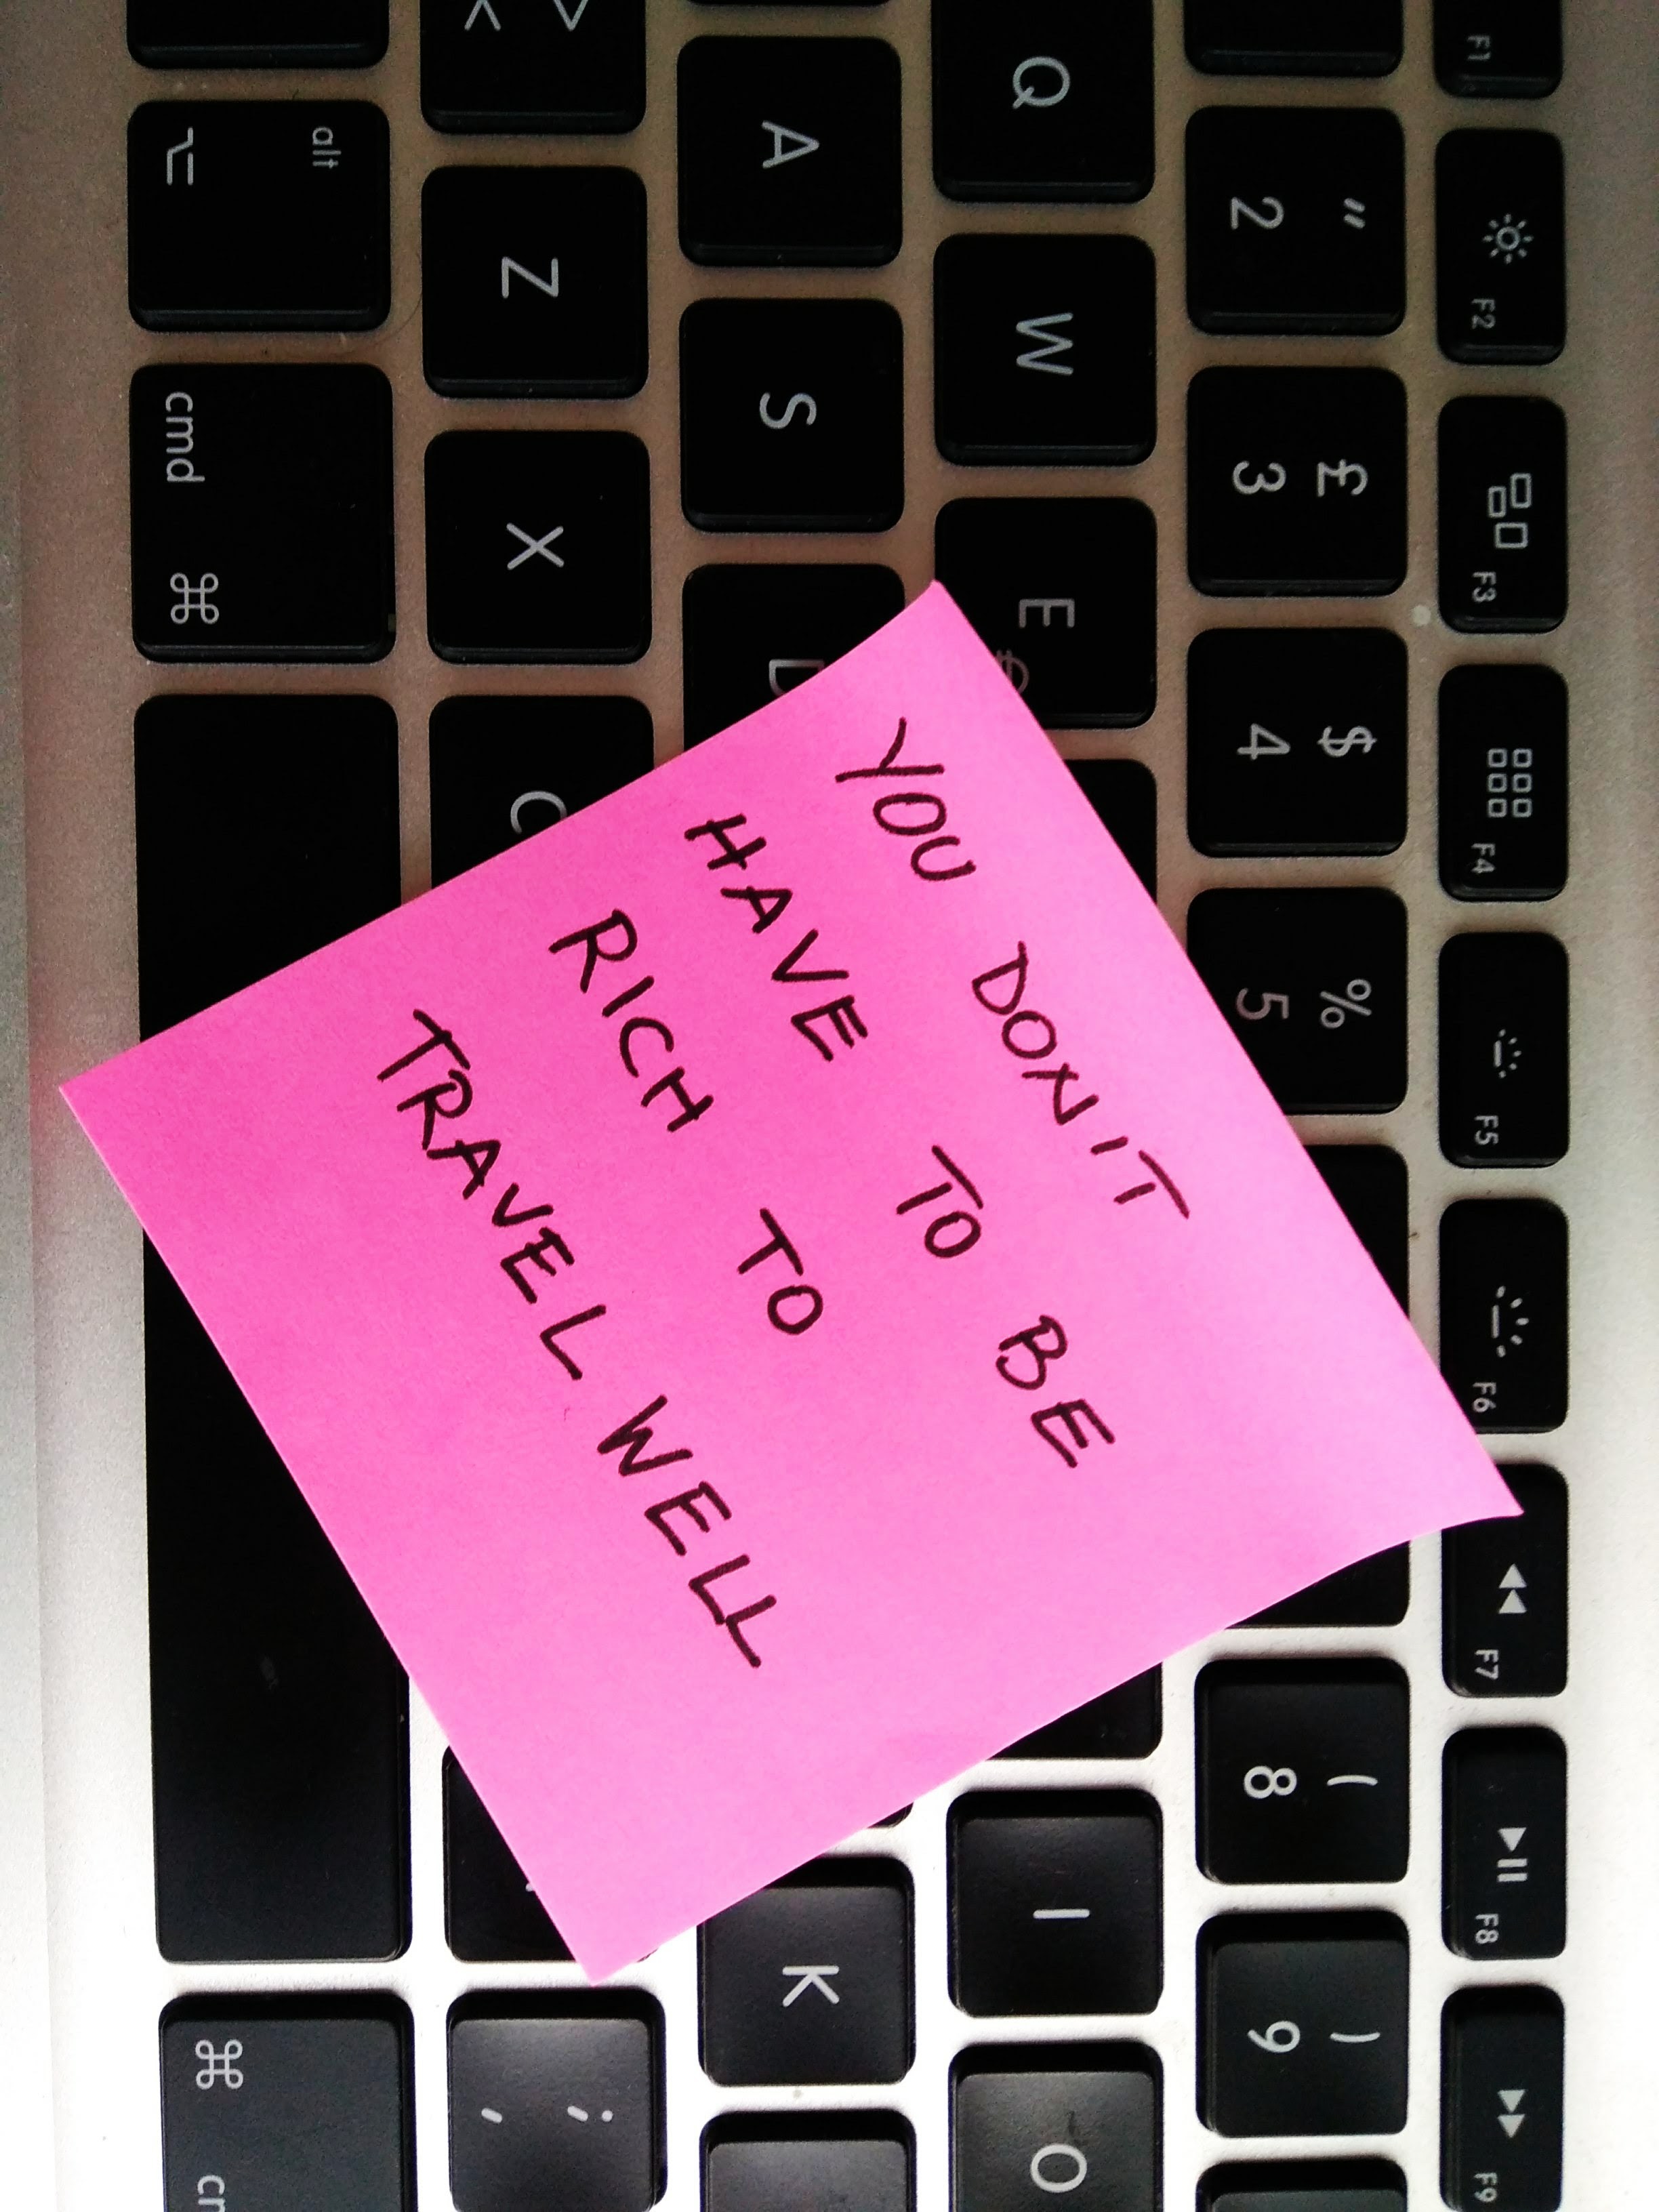 YOU DON'T
HAVE TO BE
RICH TO
TRAVEL WELL
F1
F2
F3
F4
F5
F6
F7
F8
F9
" 2
£ 3
$ 4
% 5
( 8
) 9
Q
W
E
I
O
A
S
D
K
> <
Z
X
C
; ,
alt ⌥
cmd ⌘
⌘